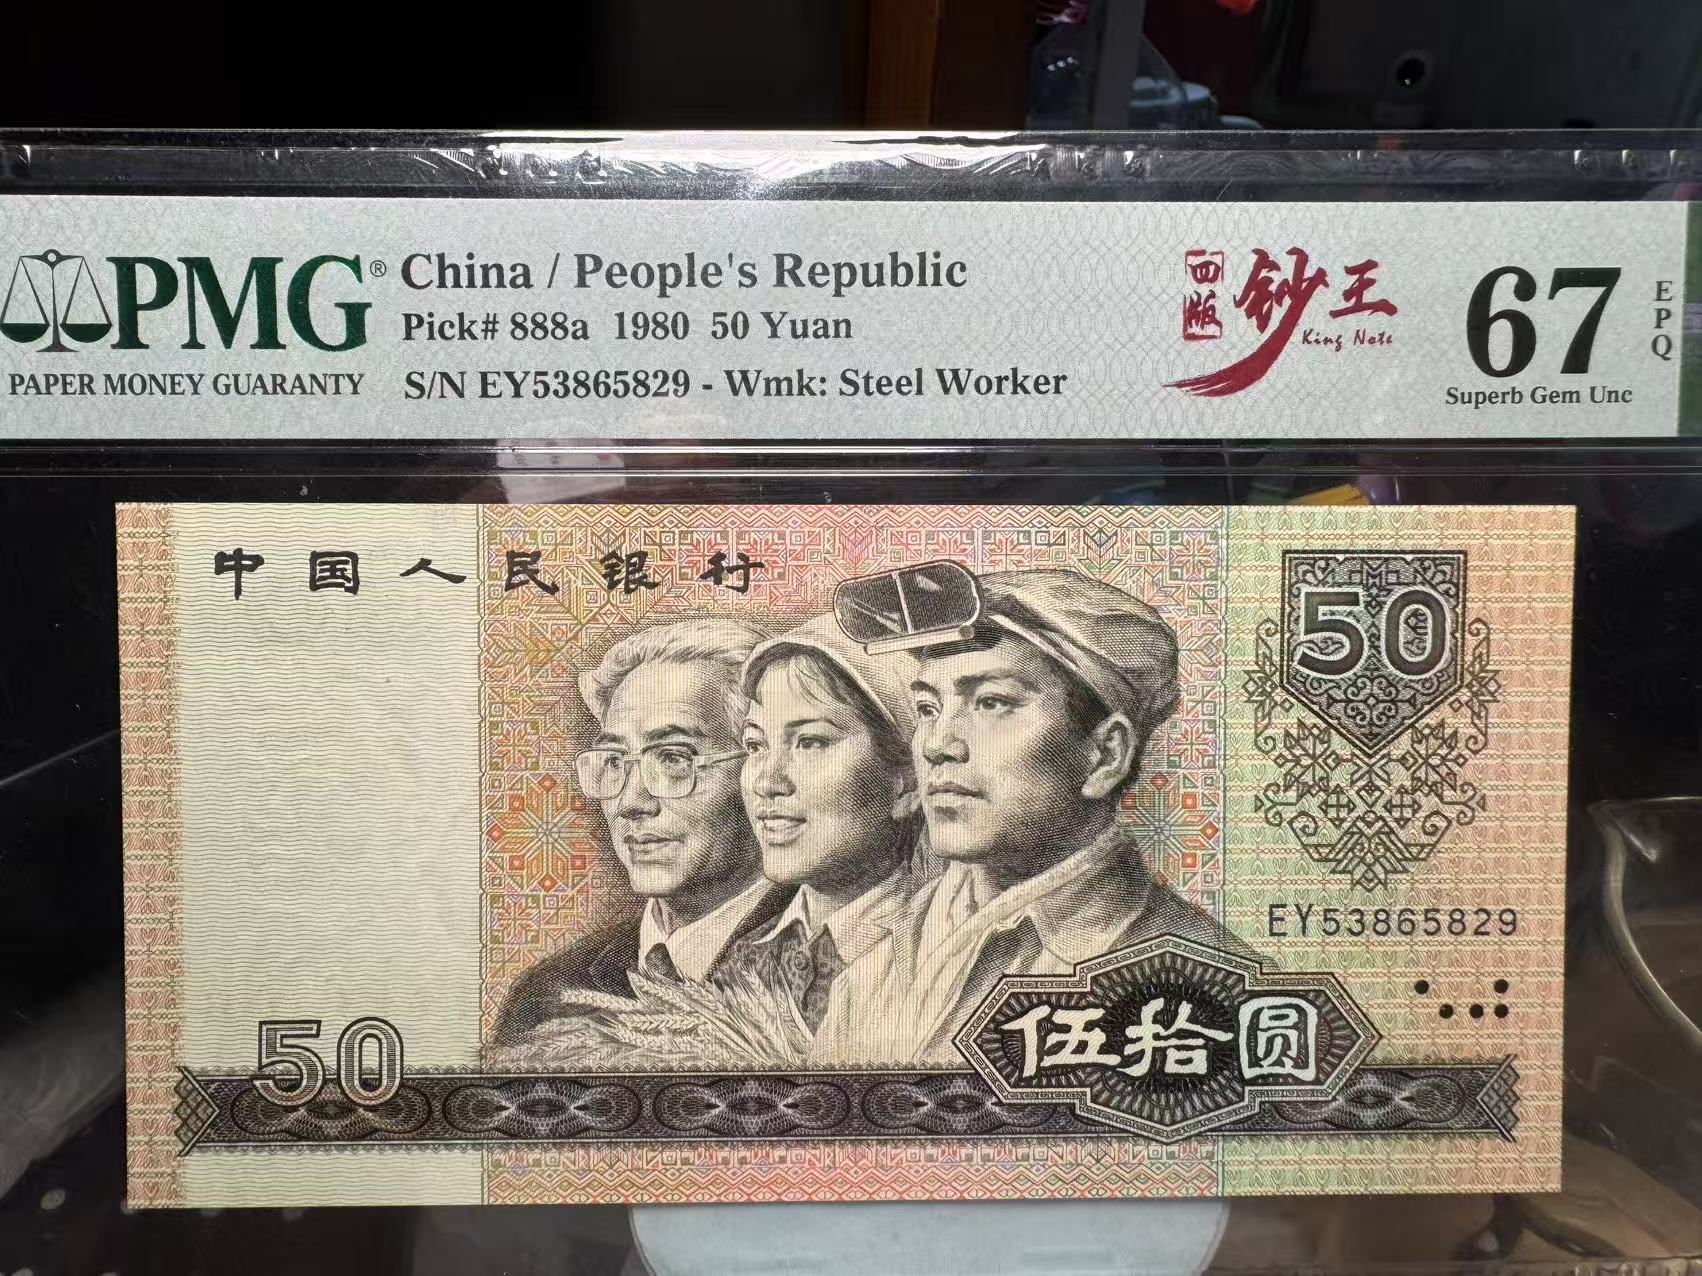 PMG® China / People's Republic
Pick# 888a 1980 50 Yuan
PAPER MONEY GUARANTY
S/N EY53865829 - Wmk: Steel Worker
四版 钞王
King Note
67 EPQ
Superb Gem Unc
中国人民银行
50
EY53865829
50
伍拾圆